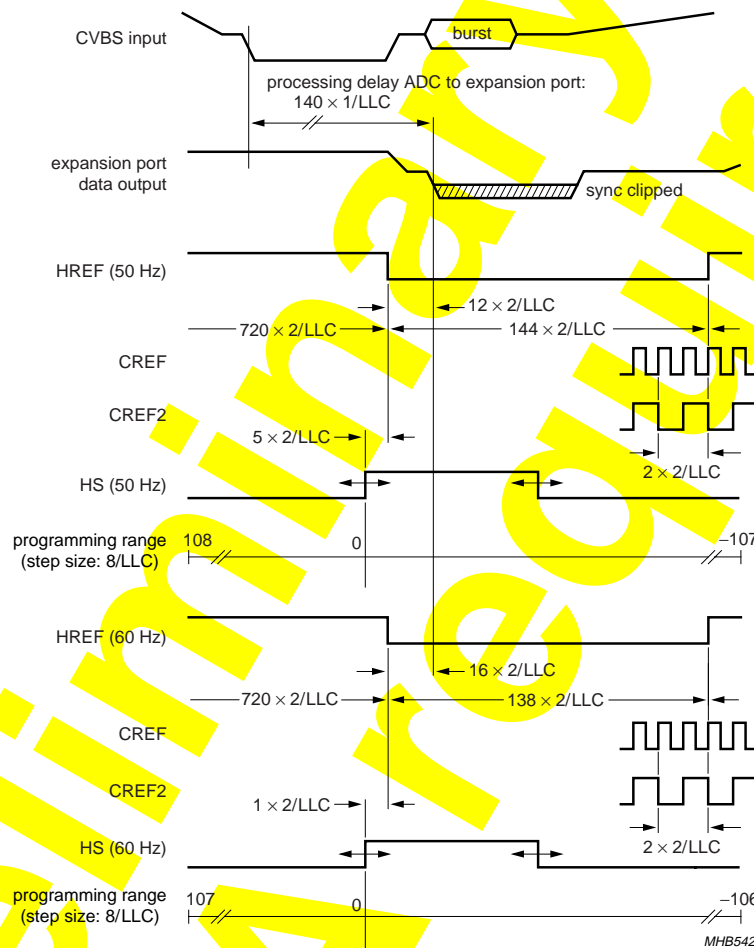 CVBS input
burst
processing delay ADC to expansion port:
140 × 1/LLC
expansion port
data output
sync clipped
HREF (50 Hz)
12 × 2/LLC
720 × 2/LLC
144 × 2/LLC
CREF
CREF2
5 × 2/LLC
2 × 2/LLC
HS (50 Hz)
programming range
(step size: 8/LLC)
108
0
−107
HREF (60 Hz)
16 × 2/LLC
720 × 2/LLC
138 × 2/LLC
CREF
CREF2
1 × 2/LLC
2 × 2/LLC
HS (60 Hz)
programming range
(step size: 8/LLC)
107
0
−106
MHB542